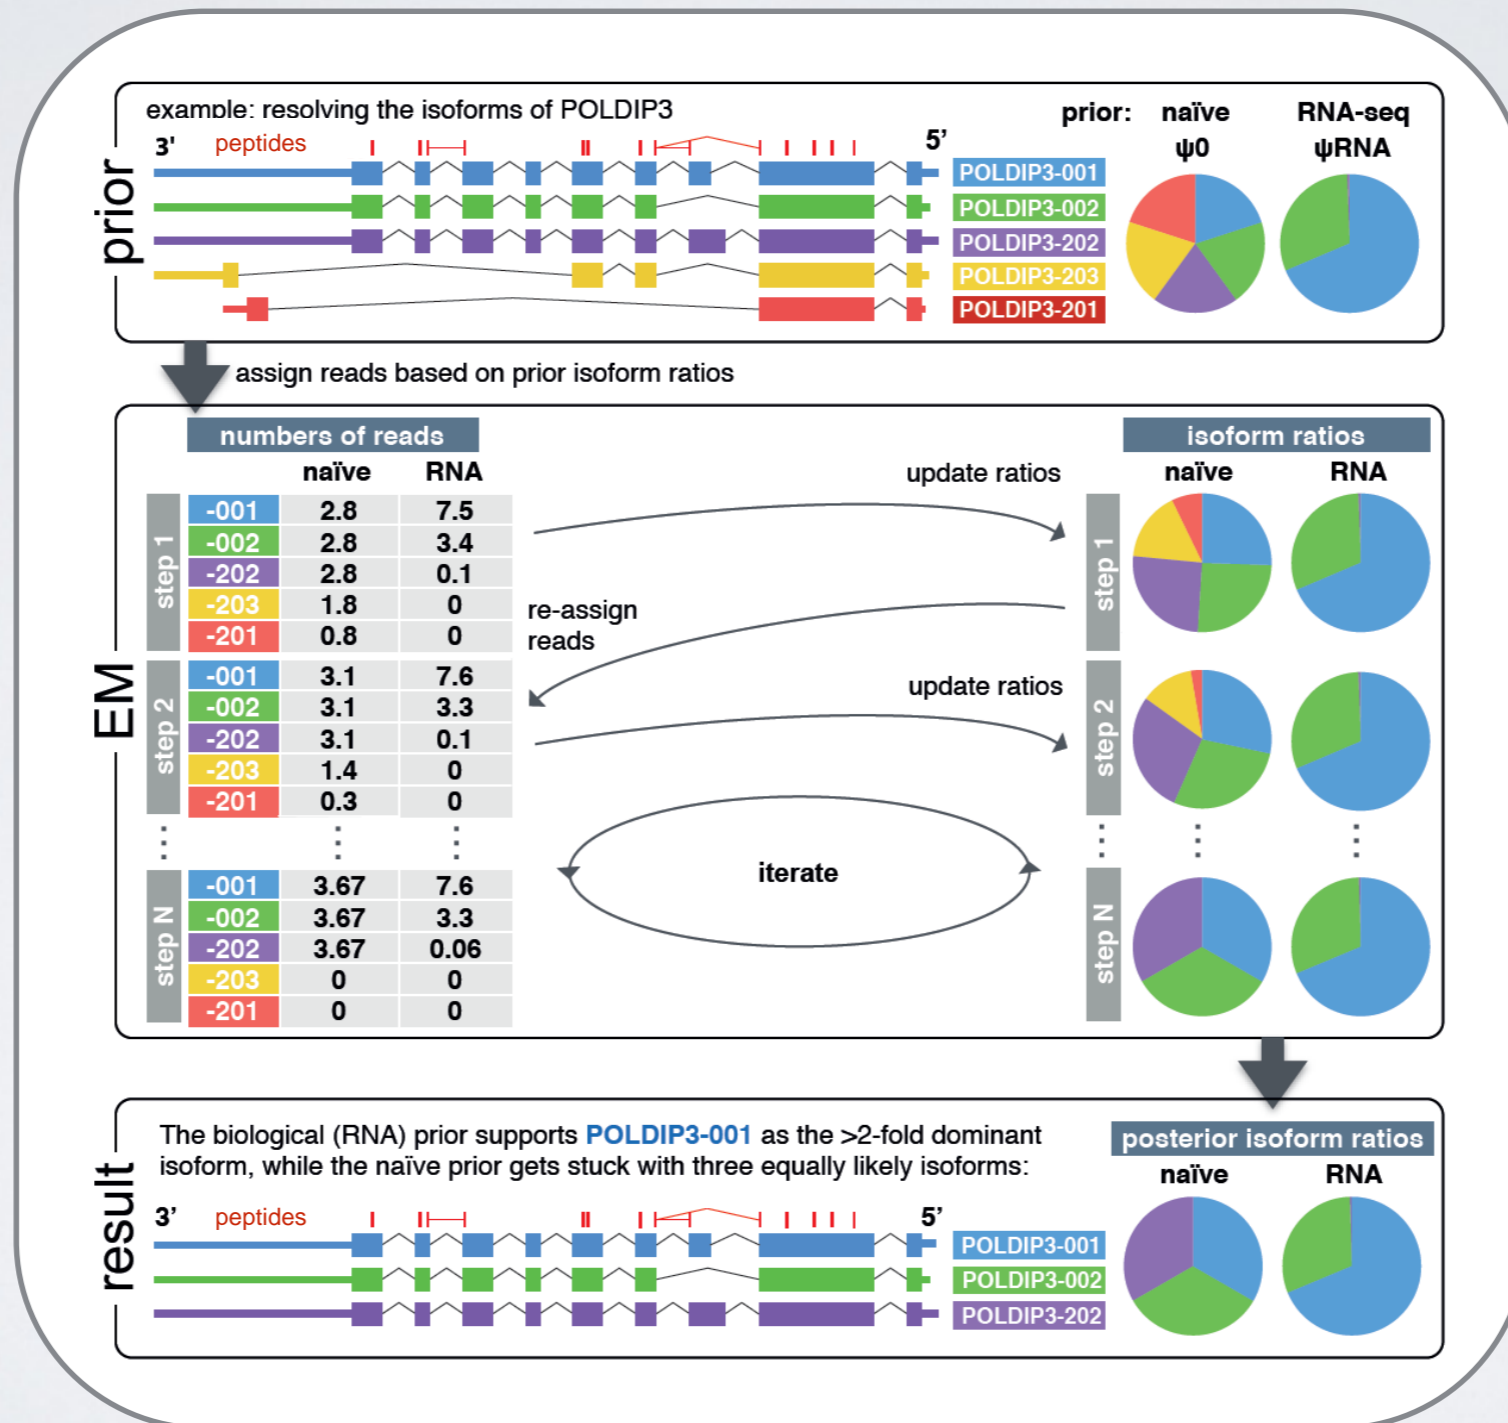 prior
example: resolving the isoforms of POLDIP3
prior: naïve RNA-seq
ψ0 ψRNA
3' peptides 5’
POLDIP3-001
POLDIP3-002
POLDIP3-202
POLDIP3-203
POLDIP3-201
assign reads based on prior isoform ratios
EM
numbers of reads
naïve RNA
step 1
-001 2.8 7.5
-002 2.8 3.4
-202 2.8 0.1
-203 1.8 0
-201 0.8 0
step 2
-001 3.1 7.6
-002 3.1 3.3
-202 3.1 0.1
-203 1.4 0
-201 0.3 0
step N
-001 3.67 7.6
-002 3.67 3.3
-202 3.67 0.06
-203 0 0
-201 0 0
update ratios
re-assign
reads
update ratios
iterate
isoform ratios
naïve RNA
step 1
step 2
step N
result
The biological (RNA) prior supports POLDIP3-001 as the >2-fold dominant
isoform, while the naïve prior gets stuck with three equally likely isoforms:
3’ peptides 5’
POLDIP3-001
POLDIP3-002
POLDIP3-202
posterior isoform ratios
naïve RNA